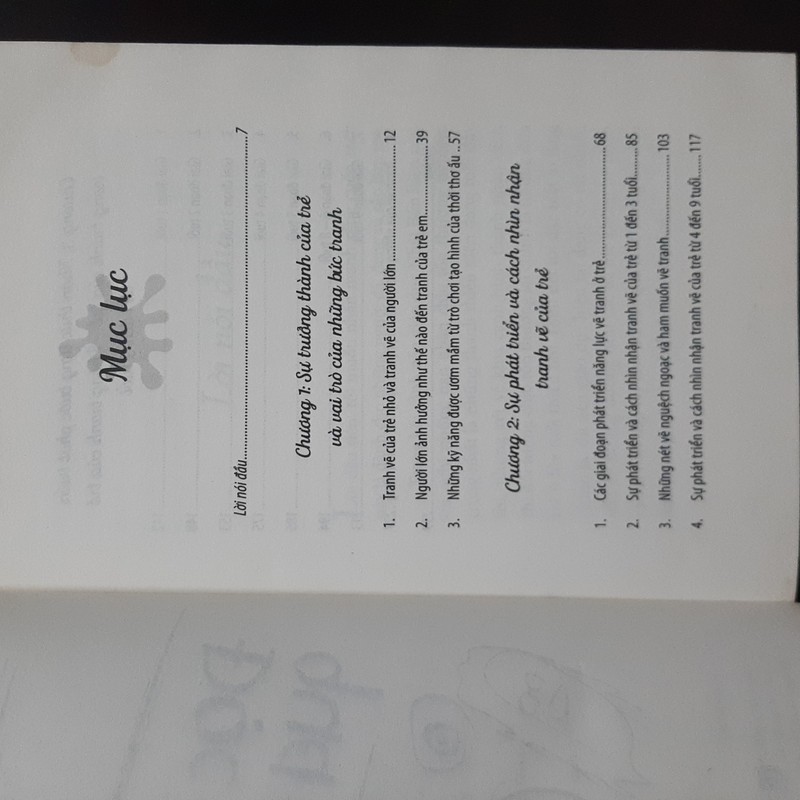 Mục lục
Lời nói đầu..........7
Chương 1: Sự trưởng thành của trẻ
và vai trò của những bức tranh
1. Tranh vẽ của trẻ nhỏ và tranh vẽ của người lớn..........12
2. Người lớn ảnh hưởng như thế nào đến tranh của trẻ em..........39
3. Những kỹ năng được ươm mầm từ trò chơi tạo hình của thời thơ ấu ..57
Chương 2: Sự phát triển và cách nhìn nhận
tranh vẽ của trẻ
1. Các giai đoạn phát triển năng lực vẽ tranh ở trẻ..........68
2. Sự phát triển và cách nhìn nhận tranh vẽ của trẻ từ 1 đến 3 tuổi........85
3. Những nét vẽ nguệch ngoạc và ham muốn vẽ tranh..........103
4. Sự phát triển và cách nhìn nhận tranh vẽ của trẻ từ 4 đến 9 tuổi.......117